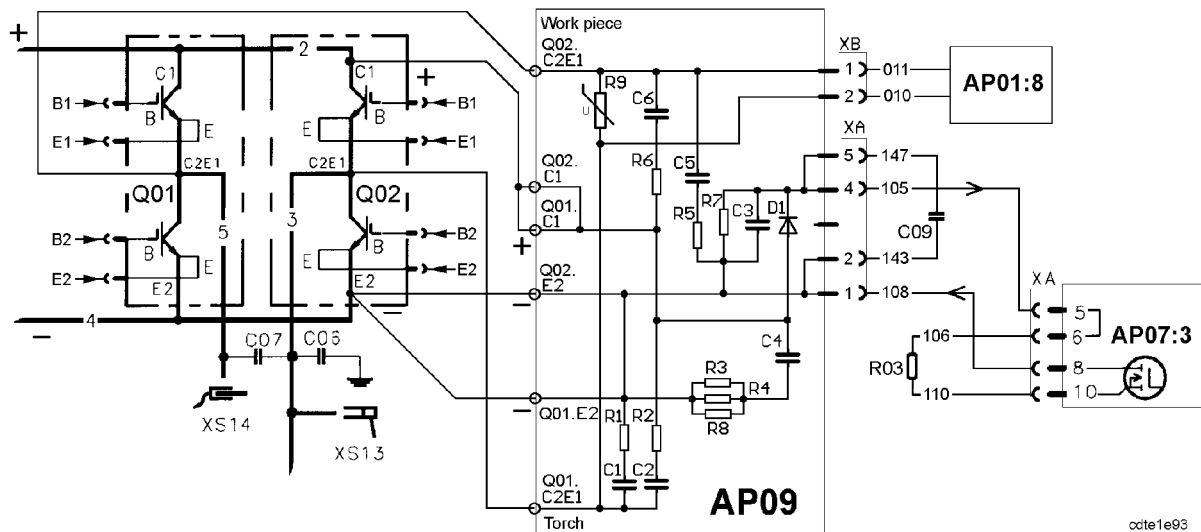 Work piece
+
2
Q02.
C2E1
XB
1
011
AP01:8
2
010
C1
B1
B
E
E1
C2E1
C1
+
B1
B
E
E1
C2E1
R9
U
C6
XA
5
147
4
105
Q02.
C1
Q01.
C1
+
R6
C5
R5
R7
C3
D1
C09
Q01
Q02
5
3
B2
B
E
E2
E2
B2
B
E
E2
E2
Q02.
E2
–
2
143
1
108
XA
4
–
–
C07
C06
C4
5
6
AP07:3
106
R03
8
110
10
R3
R4
R8
–
Q01.E2
R1
R2
XS14
XS13
C1
C2
Q01.
C2E1
Torch
AP09
cdte1e93